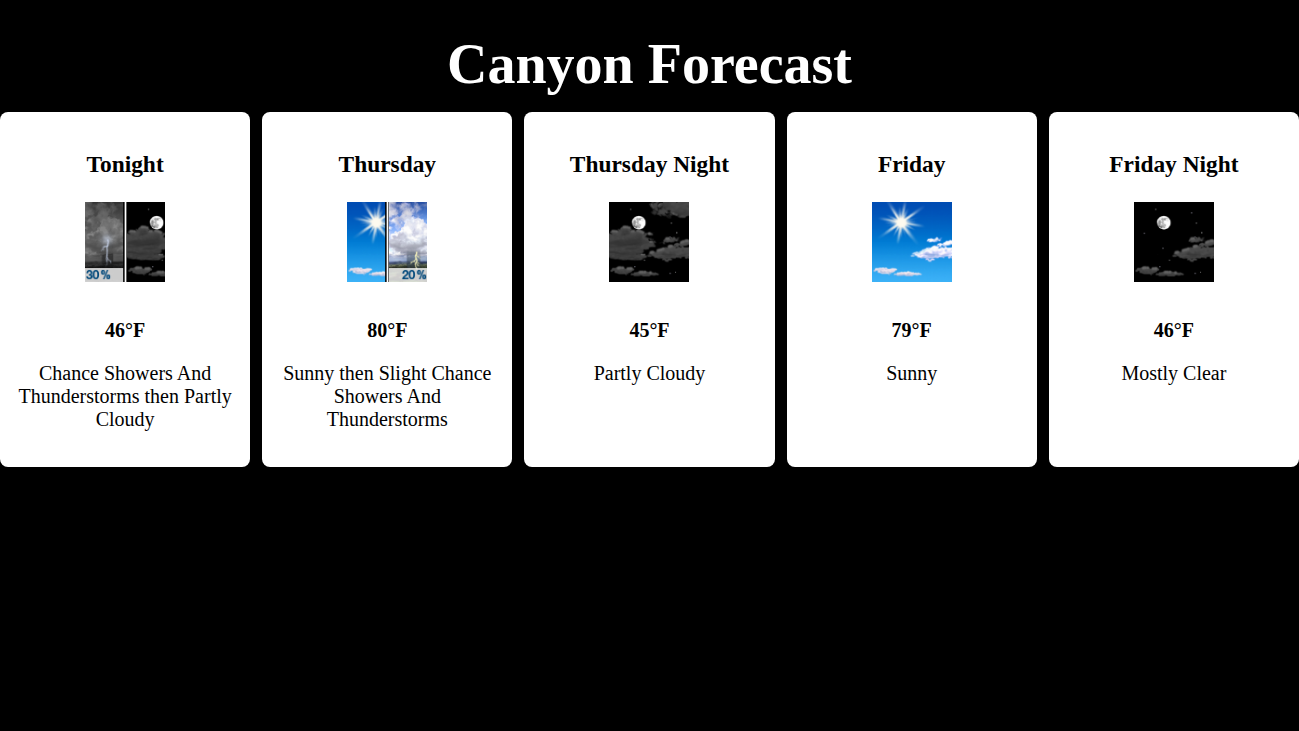 Canyon Forecast
Tonight
30%
46°F
Chance Showers And
Thunderstorms then Partly
Cloudy
Thursday
20%
80°F
Sunny then Slight Chance
Showers And
Thunderstorms
Thursday Night
45°F
Partly Cloudy
Friday
79°F
Sunny
Friday Night
46°F
Mostly Clear